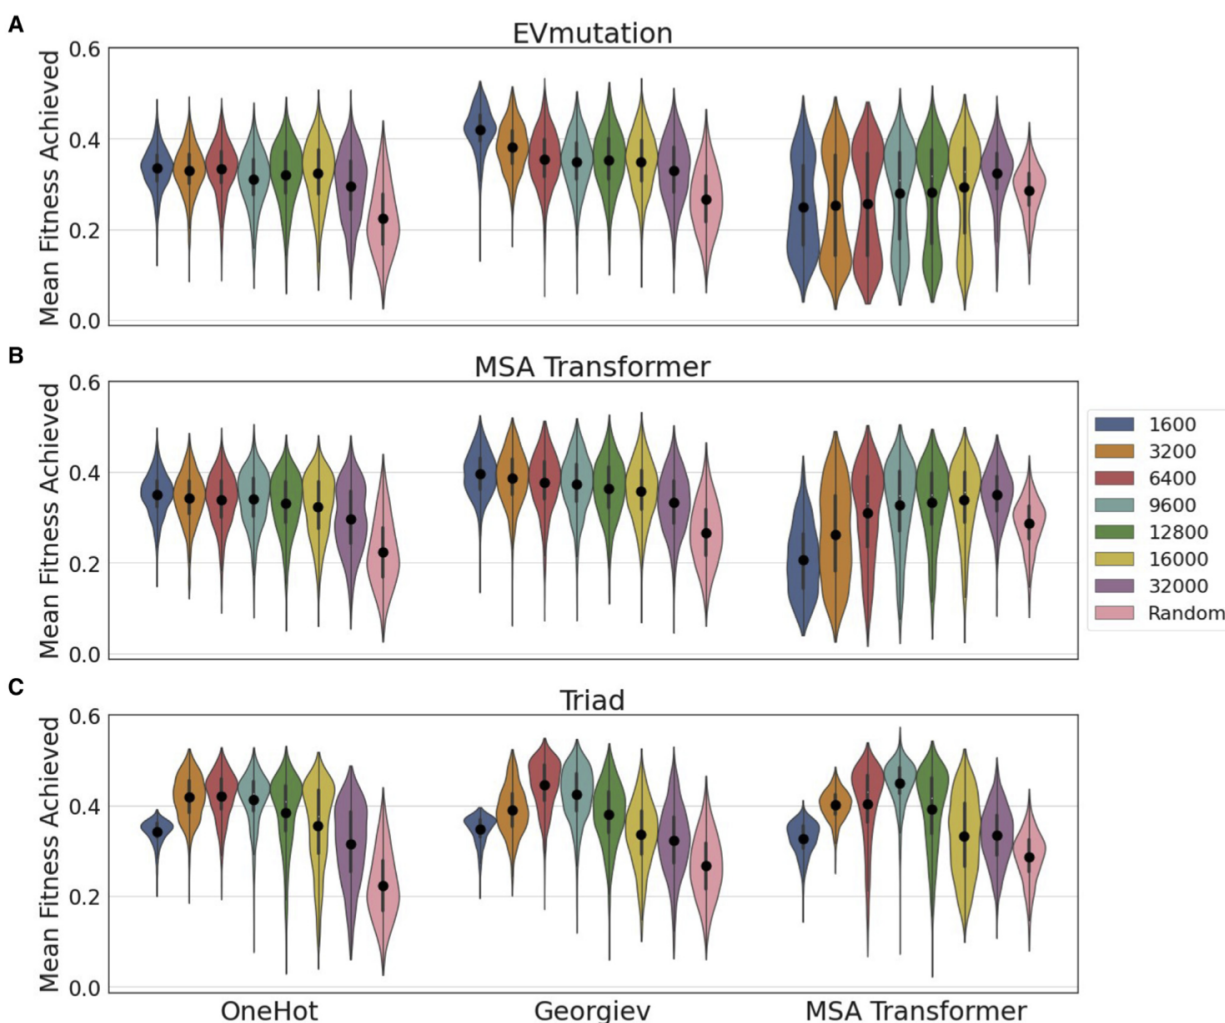 A
EVmutation
Mean Fitness Achieved
0.6
0.4
0.2
0.0
B
MSA Transformer
Mean Fitness Achieved
0.6
0.4
0.2
0.0
1600
3200
6400
9600
12800
16000
32000
Random
C
Triad
Mean Fitness Achieved
0.6
0.4
0.2
0.0
OneHot
Georgiev
MSA Transformer